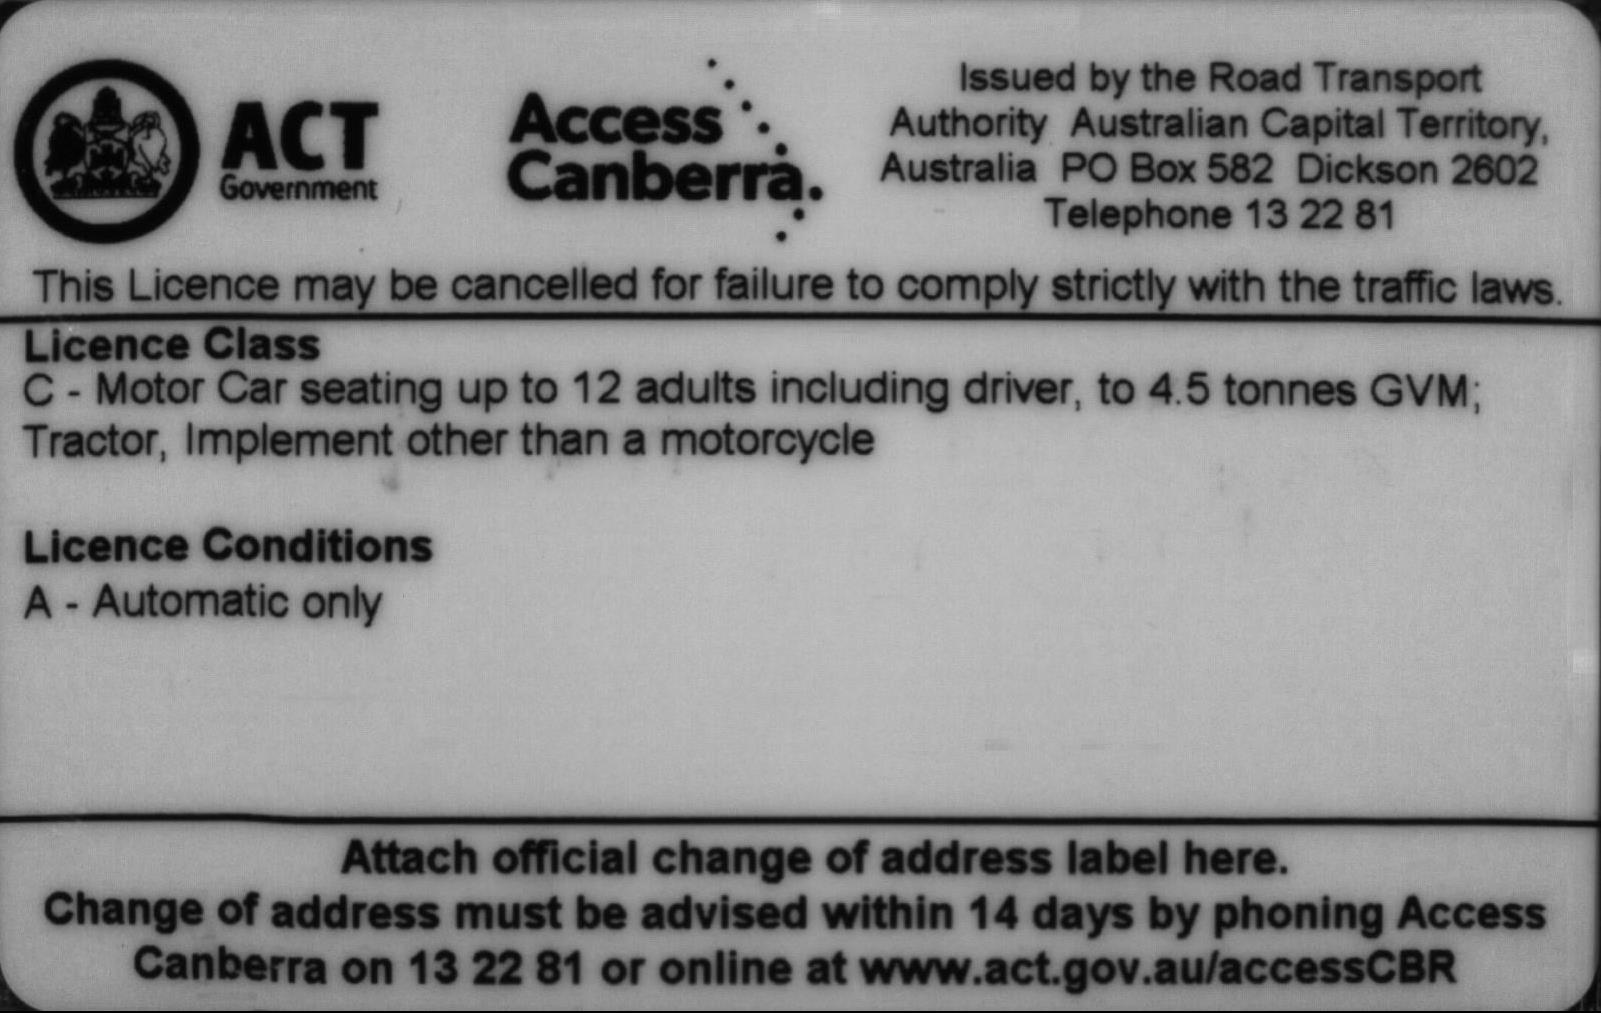 ACT
Government
Access
Canberra.
Issued by the Road Transport
Authority Australian Capital Territory,
Australia PO Box 582 Dickson 2602
Telephone 13 22 81
This Licence may be cancelled for failure to comply strictly with the traffic laws.
Licence Class
C - Motor Car seating up to 12 adults including driver, to 4.5 tonnes GVM;
Tractor, Implement other than a motorcycle
Licence Conditions
A - Automatic only
Attach official change of address label here.
Change of address must be advised within 14 days by phoning Access
Canberra on 13 22 81 or online at www.act.gov.au/accessCBR